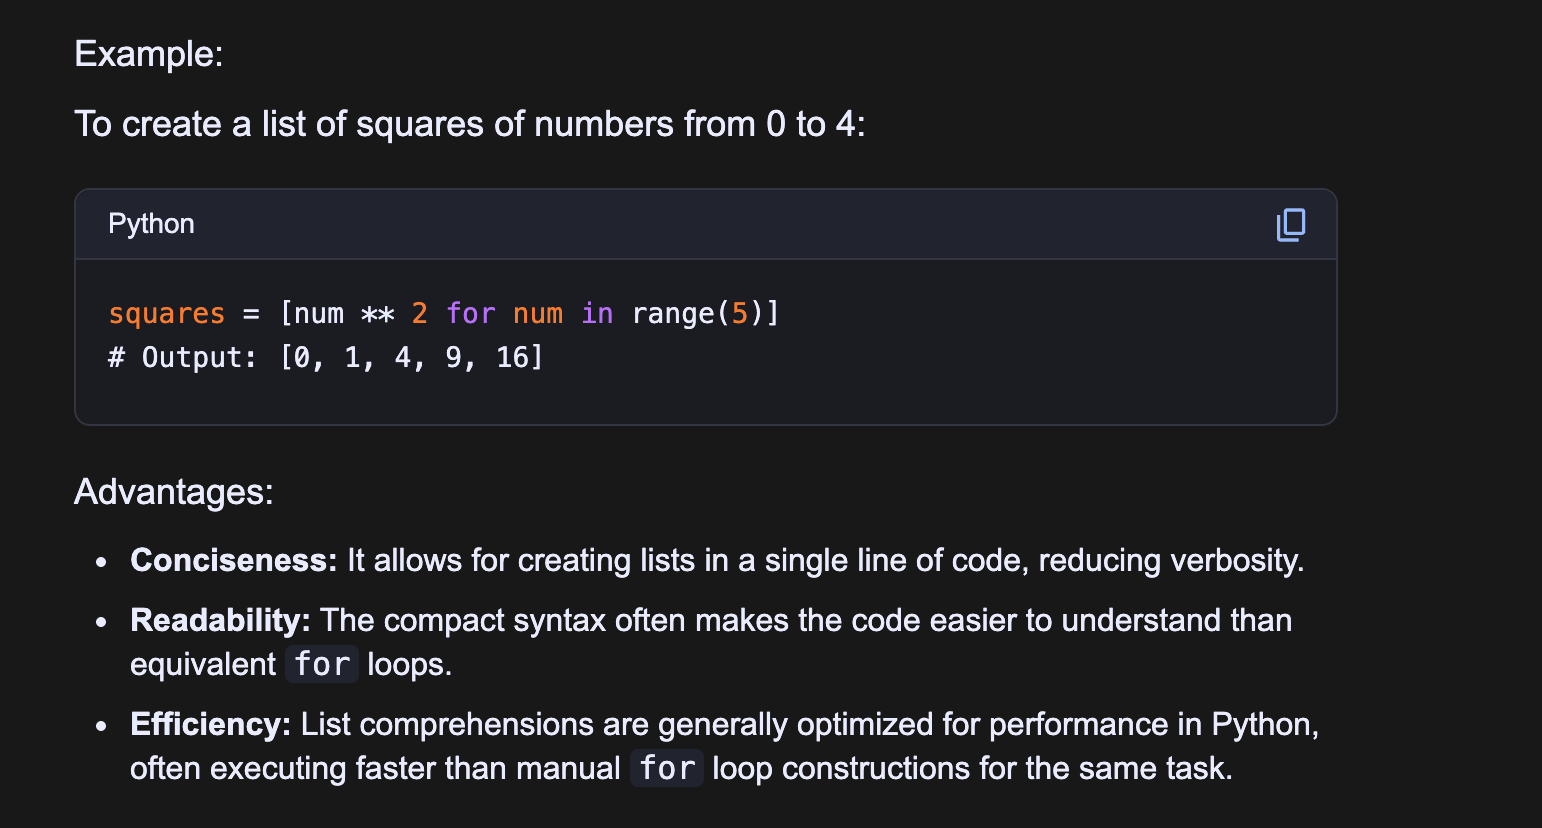 Example:
To create a list of squares of numbers from 0 to 4:
Python
squares = [num ** 2 for num in range(5)]
# Output: [0, 1, 4, 9, 16]
Advantages:
• Conciseness: It allows for creating lists in a single line of code, reducing verbosity.
• Readability: The compact syntax often makes the code easier to understand than
equivalent for loops.
• Efficiency: List comprehensions are generally optimized for performance in Python,
often executing faster than manual for loop constructions for the same task.